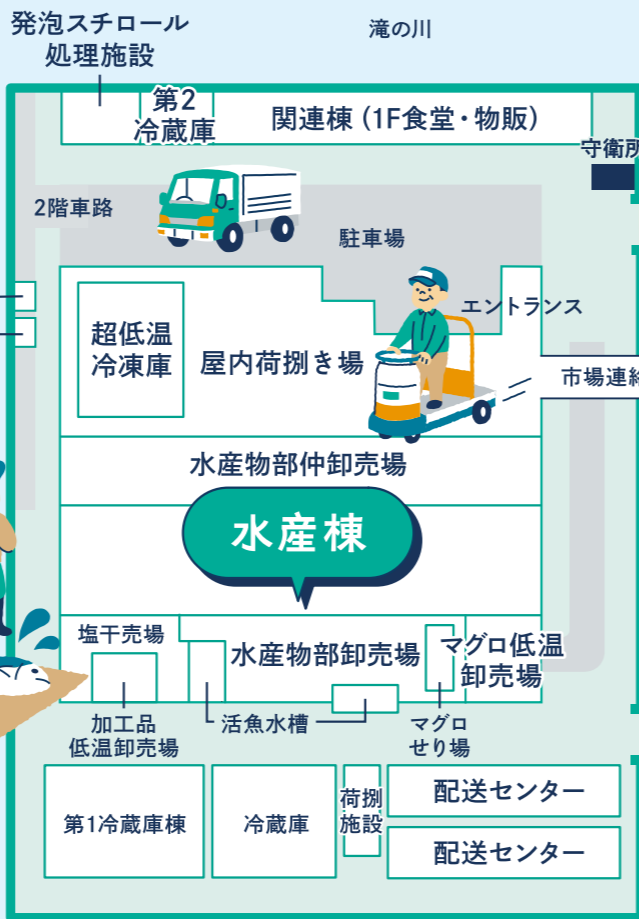 発泡スチロール
処理施設
滝の川
第2
冷蔵庫
関連棟（1F食堂・物販）
守衛所
2階車路
駐車場
エントランス
超低温
冷凍庫
屋内荷捌き場
市場連絡
水産物部仲卸売場
水産棟
塩干売場
水産物部卸売場
マグロ低温
卸売場
加工品
低温卸売場
活魚水槽
マグロ
せり場
第1冷蔵庫棟
冷蔵庫
荷捌
施設
配送センター
配送センター